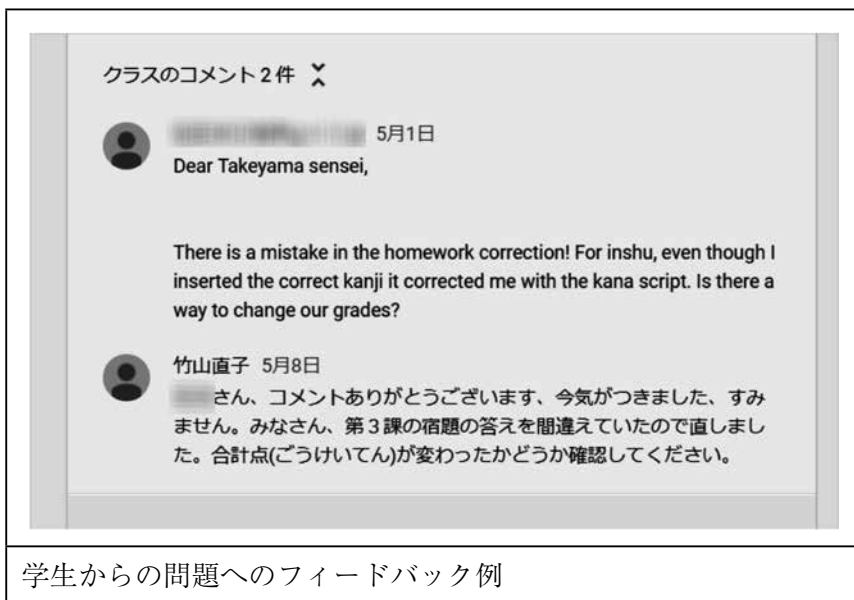 クラスのコメント2件
5月1日
Dear Takeyama sensei,
There is a mistake in the homework correction! For inshu, even though I
inserted the correct kanji it corrected me with the kana script. Is there a
way to change our grades?
竹山直子 5月8日
さん、コメントありがとうございます、今気がつきました、すみ
ません。みなさん、第3課の宿題の答えを間違えていたので直しまし
た。合計点(ごうけいてん)が変わったかどうか確認してください。
学生からの問題へのフィードバック例